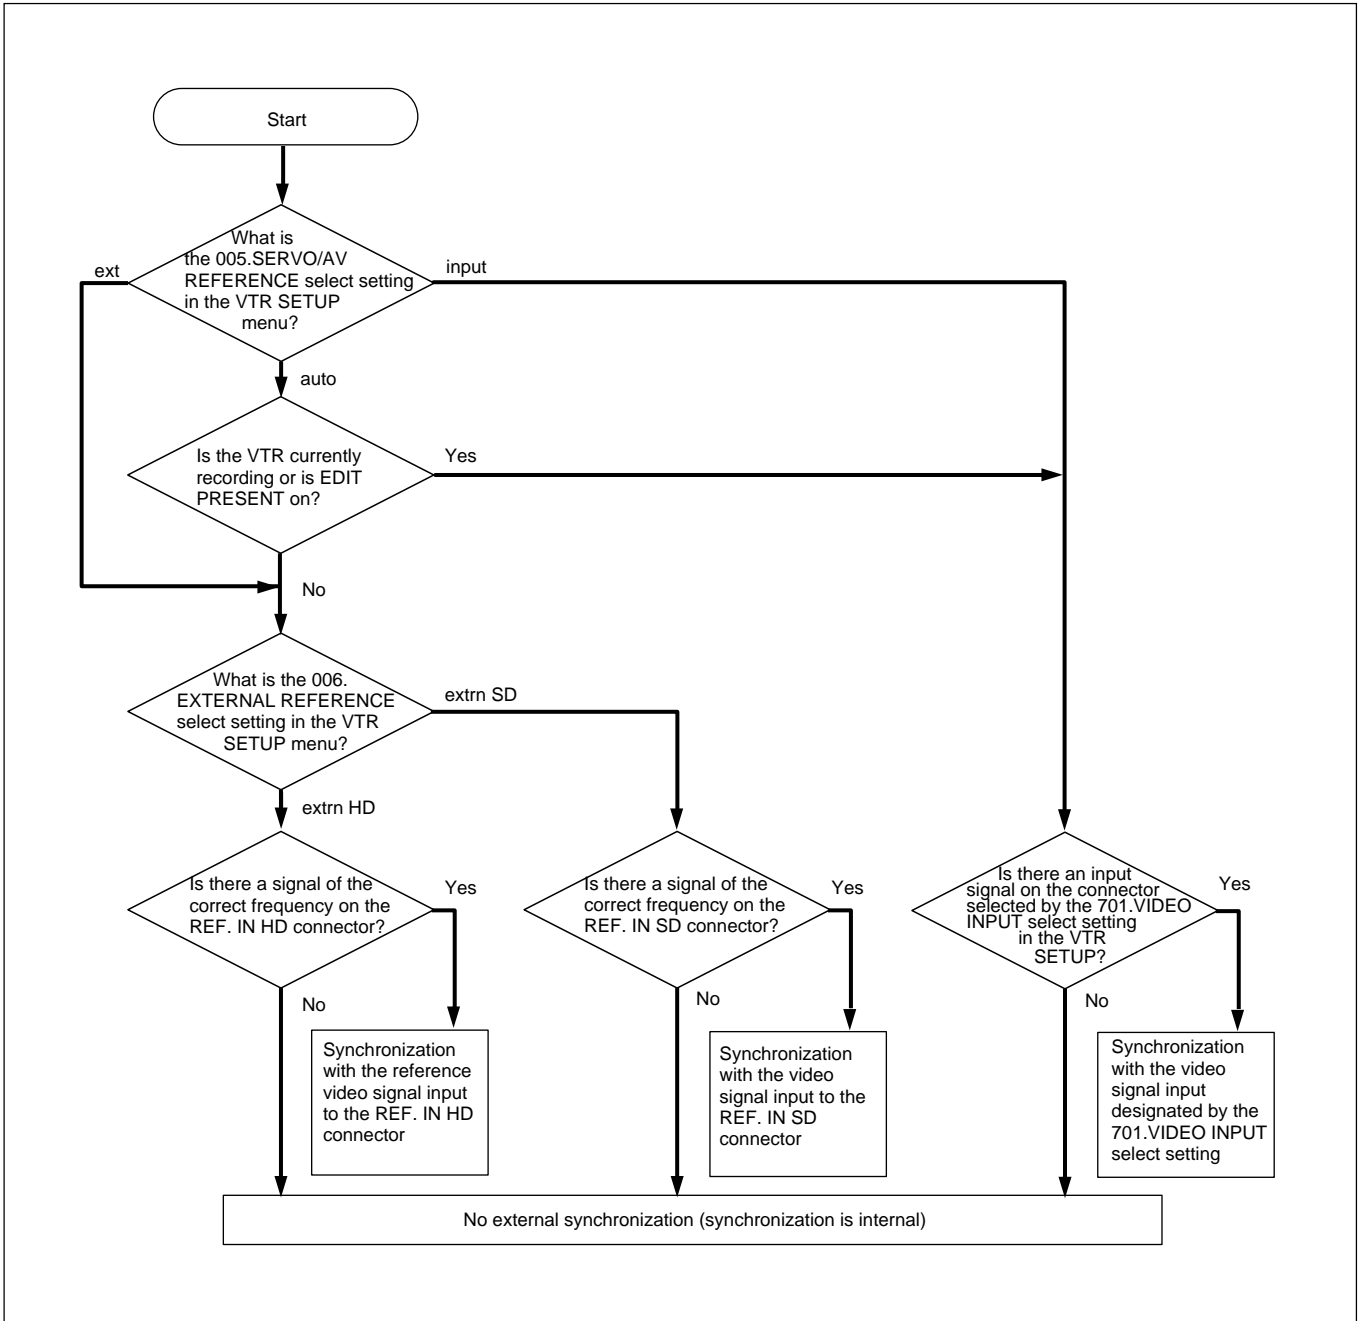 Start
What is
the 005.SERVO/AV
REFERENCE select setting
in the VTR SETUP
menu?
ext
input
auto
Is the VTR currently
recording or is EDIT
PRESENT on?
Yes
No
What is the 006.
EXTERNAL REFERENCE
select setting in the VTR
SETUP menu?
extrn SD
extrn HD
Is there a signal of the
correct frequency on the
REF. IN HD connector?
Yes
No
Is there a signal of the
correct frequency on the
REF. IN SD connector?
Yes
No
Is there an input
signal on the connector
selected by the 701.VIDEO
INPUT select setting
in the VTR
SETUP?
Yes
No
Synchronization
with the reference
video signal input
to the REF. IN HD
connector
Synchronization
with the video
signal input to the
REF. IN SD
connector
Synchronization
with the video
signal input
designated by the
701.VIDEO INPUT
select setting
No external synchronization (synchronization is internal)